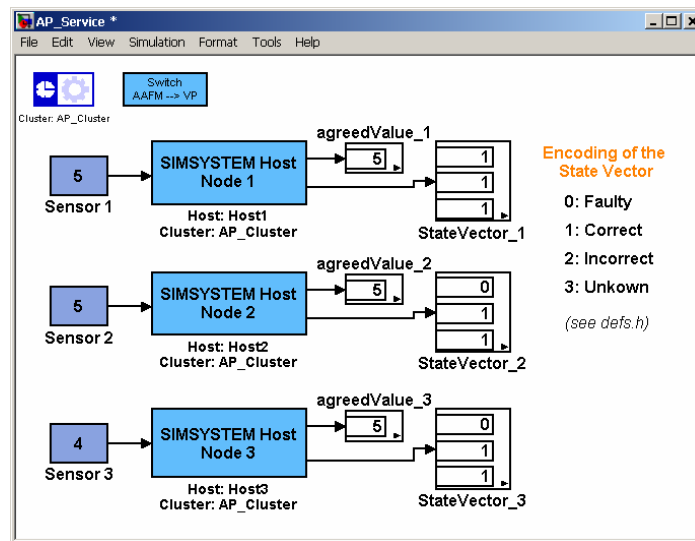 AP_Service *
File Edit View Simulation Format Tools Help
Switch
AAFM --> VP
Cluster: AP_Cluster
5
Sensor 1
SIMSYSTEM Host
Node 1
Host: Host1
Cluster: AP_Cluster
agreedValue_1
5
1
1
1
StateVector_1
Encoding of the
State Vector
0: Faulty
1: Correct
2: Incorrect
3: Unkown
(see defs.h)
5
Sensor 2
SIMSYSTEM Host
Node 2
Host: Host2
Cluster: AP_Cluster
agreedValue_2
5
0
1
1
StateVector_2
4
Sensor 3
SIMSYSTEM Host
Node 3
Host: Host3
Cluster: AP_Cluster
agreedValue_3
5
0
1
1
StateVector_3